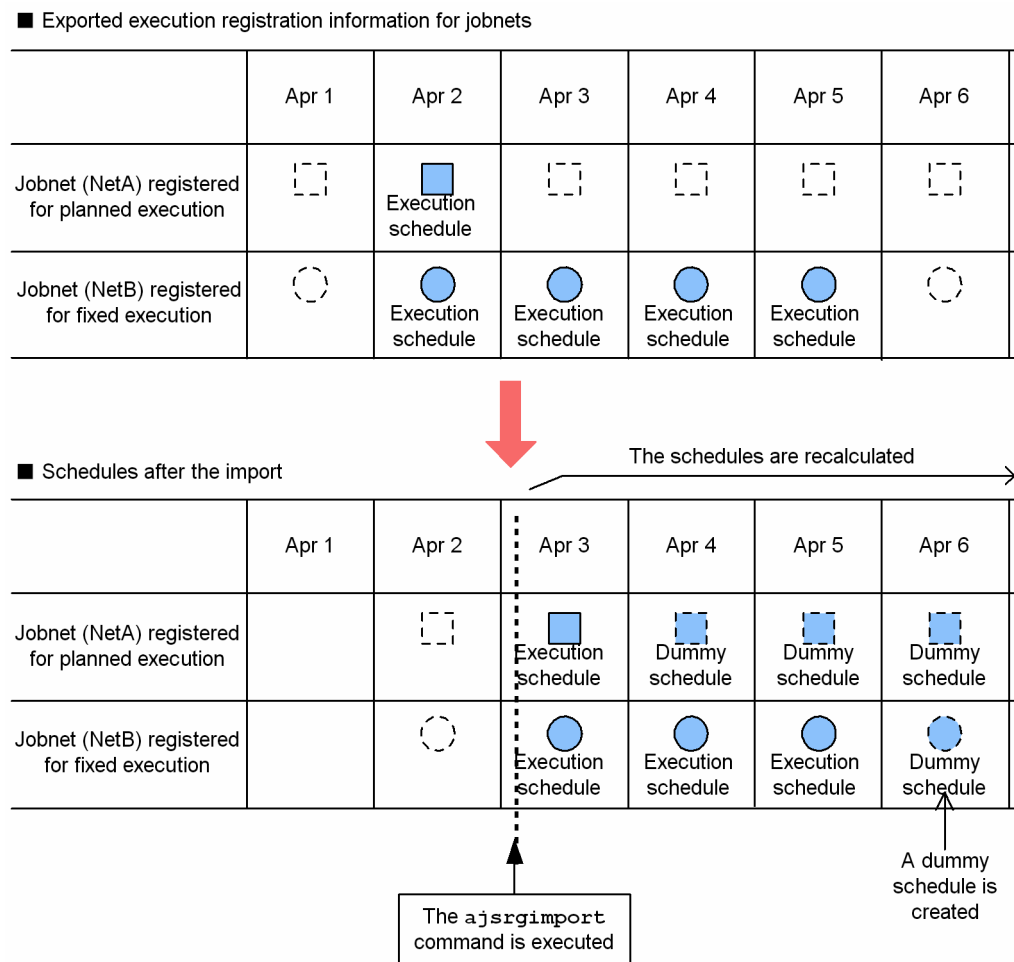 ■ Exported execution registration information for jobnets
Apr 1 Apr 2 Apr 3 Apr 4 Apr 5 Apr 6
Jobnet (NetA) registered
for planned execution
Execution
schedule
Jobnet (NetB) registered
for fixed execution
Execution Execution Execution Execution
schedule schedule schedule schedule
The schedules are recalculated
■ Schedules after the import
Apr 1 Apr 2 Apr 3 Apr 4 Apr 5 Apr 6
Jobnet (NetA) registered
for planned execution
Execution Dummy Dummy Dummy
schedule schedule schedule schedule
Jobnet (NetB) registered
for fixed execution
Execution Execution Execution Dummy
schedule schedule schedule schedule
A dummy
schedule is
created
The ajsrgimport
command is executed